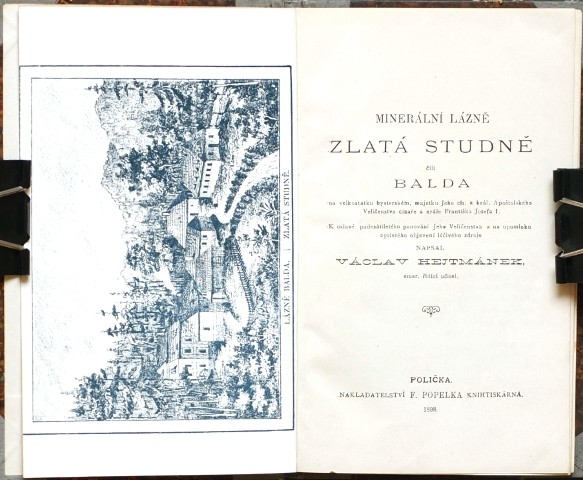 LÁZNĚ BALDA, ZLATÁ STUDNĚ.
MINERÁLNÍ LÁZNĚ
ZLATÁ STUDNĚ
čili
BALDA
na velkostatku bysterském, majetku Jeho cís. a král. Apoštolského
Veličenstva císaře a krále Františka Josefa I.
K oslavě padesátiletého panování Jeho Veličenstva a na upomínku
opětného objevení léčivého zdroje
NAPSAL
VÁCLAV HEJTMÁNEK,
emer. řídící učitel.
POLIČKA.
NAKLADATELSTVÍ F. POPELKA KNIHTISKÁRNA.
1898.